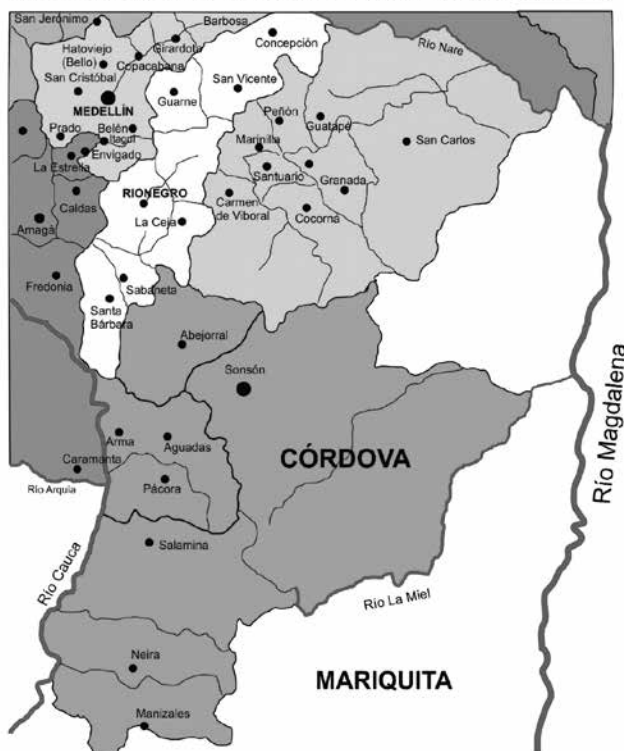 San Jerónimo
Barbosa
Girardota
Concepción
Río Nare
Hatoviejo
(Bello)
Copacabana
San Cristóbal
San Vicente
MEDELLÍN
Guarne
Peñón
Guatapé
Prado
Belén
Itagüí
Marinilla
San Carlos
La Estrella
Envigado
Santuario
RIONEGRO
Granada
Caldas
La Ceja
Carmen
de Viboral
Cocorná
Amagá
Fredonia
Sabaneta
Santa
Bárbara
Abejorral
Sonsón
Río Magdalena
Arma
Aguadas
CÓRDOVA
Caramanta
Pácora
Río Arquía
Salamina
Río Cauca
Río La Miel
Neira
MARIQUITA
Manizales